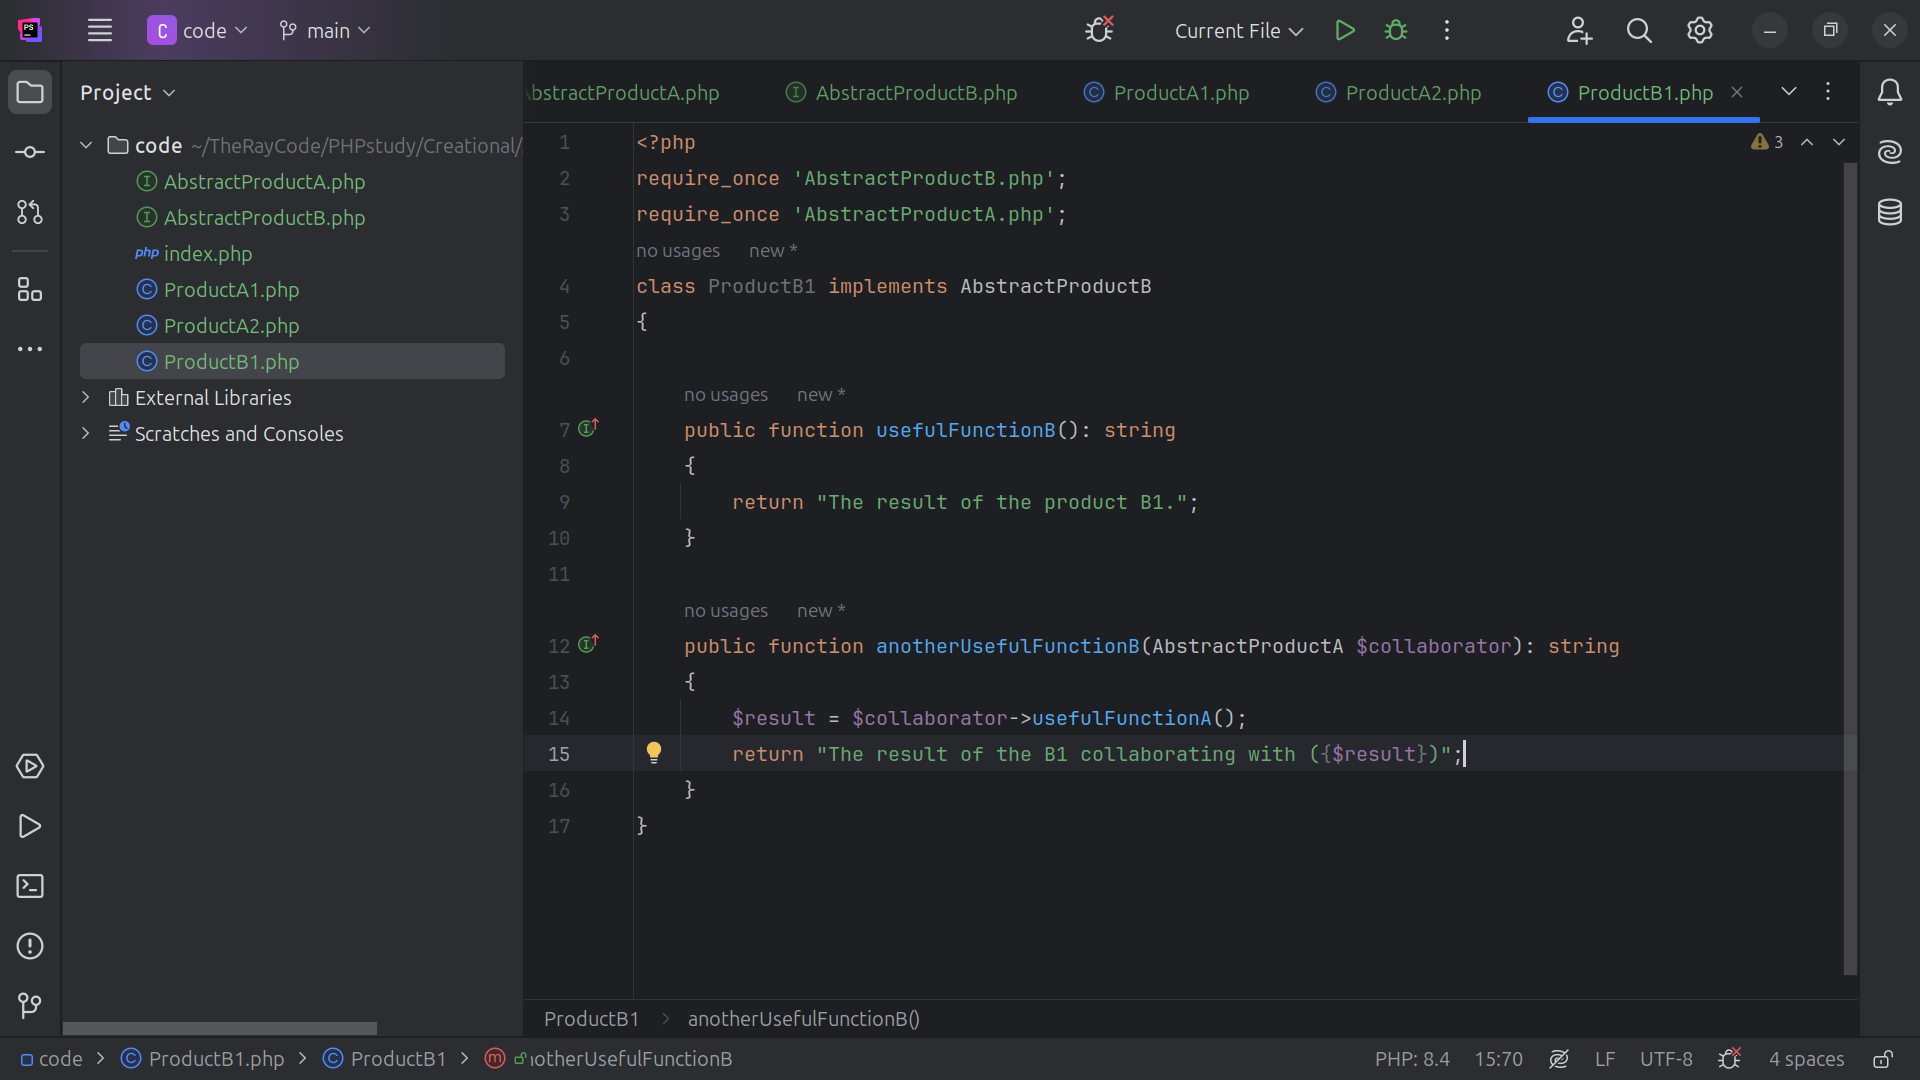 PS
C code main Current File
Project
AbstractProductA.php AbstractProductB.php ProductA1.php ProductA2.php ProductB1.php
code ~/TheRayCode/PHPstudy/Creational/
AbstractProductA.php
AbstractProductB.php
php index.php
ProductA1.php
ProductA2.php
ProductB1.php
External Libraries
Scratches and Consoles
3
1 <?php
2 require_once 'AbstractProductB.php';
3 require_once 'AbstractProductA.php';
no usages new *
4 class ProductB1 implements AbstractProductB
5 {
6
no usages new *
7 public function usefulFunctionB(): string
8 {
9 return "The result of the product B1.";
10 }
11
no usages new *
12 public function anotherUsefulFunctionB(AbstractProductA $collaborator): string
13 {
14 $result = $collaborator->usefulFunctionA();
15 return "The result of the B1 collaborating with ({$result})";
16 }
17 }
ProductB1 > anotherUsefulFunctionB()
code > ProductB1.php > ProductB1 > anotherUsefulFunctionB PHP: 8.4 15:70 LF UTF-8 4 spaces